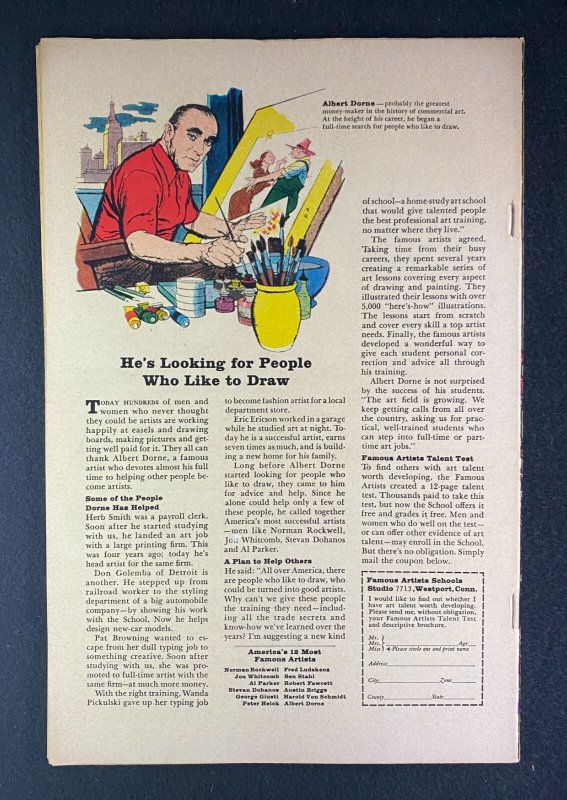 Albert Dorne — probably the greatest
money-maker in the history of commercial art.
At the height of his career, he began a
full-time search for people who like to draw.
He's Looking for People
Who Like to Draw
TODAY HUNDREDS of men and
women who never thought
they could be artists are working
happily at easels and drawing
boards, making pictures and get-
ting well paid for it. They all can
thank Albert Dorne, a famous
artist who devotes almost his full
time to helping other people be-
come artists.
Some of the People
Dorne Has Helped
Herb Smith was a payroll clerk.
Soon after he started studying
with us, he landed an art job
with a large printing firm. This
was four years ago; today he's
head artist for the same firm.
Don Golemba of Detroit is
another. He stepped up from
railroad worker to the styling
department of a big automobile
company—by showing his work
with the School. Now he helps
design new-car models.
Pat Browning wanted to es-
cape from her dull typing job to
something creative. Soon after
studying with us, she was pro-
moted to full-time artist with the
same firm—at much more money.
With the right training, Wanda
Pickulski gave up her typing job
to become fashion artist for a local
department store.
Eric Ericson worked in a garage
while he studied art at night. To-
day he is a successful artist, earns
seven times as much, and is build-
ing a new home for his family.
Long before Albert Dorne
started looking for people who
like to draw, they came to him
for advice and help. Since he
alone could help only a few of
these people, he called together
America's most successful artists
—men like Norman Rockwell,
Jon Whitcomb, Stevan Dohanos
and Al Parker.
A Plan to Help Others
He said: "All over America, there
are people who like to draw, who
could be turned into good artists.
Why can't we give these people
the training they need—includ-
ing all the trade secrets and
know-how we've learned over the
years? I'm suggesting a new kind
America's 12 Most
Famous Artists
Norman Rockwell Fred Ludekens
Jon Whitcomb Ben Stahl
Al Parker Robert Fawcett
Stevan Dohanos Austin Briggs
George Giusti Harold Von Schmidt
Peter Helck Albert Dorne
of school—a home-study art school
that would give talented people
the best professional art training,
no matter where they live."
The famous artists agreed.
Taking time from their busy
careers, they spent several years
creating a remarkable series of
art lessons covering every aspect
of drawing and painting. They
illustrated their lessons with over
5,000 "here's-how" illustrations.
The lessons start from scratch
and cover every skill a top artist
needs. Finally, the famous artists
developed a wonderful way to
give each student personal cor-
rection and advice all through
his training.
Albert Dorne is not surprised
by the success of his students.
"The art field is growing. We
keep getting calls from all over
the country, asking us for prac-
tical, well-trained students who
can step into full-time or part-
time art jobs."
Famous Artists Talent Test
To find others with art talent
worth developing, the Famous
Artists created a 12-page talent
test. Thousands paid to take this
test, but now the School offers it
free and grades it free. Men and
women who do well on the test—
or can offer other evidence of art
talent—may enroll in the School.
But there's no obligation. Simply
mail the coupon below.
Famous Artists Schools
Studio 7713, Westport, Conn.
I would like to find out whether I
have art talent worth developing.
Please send me, without obligation,
your Famous Artists Talent Test
and descriptive brochure.
Mr.
Mrs. Age
Miss Please circle one and print name
Address
City Zone
County State